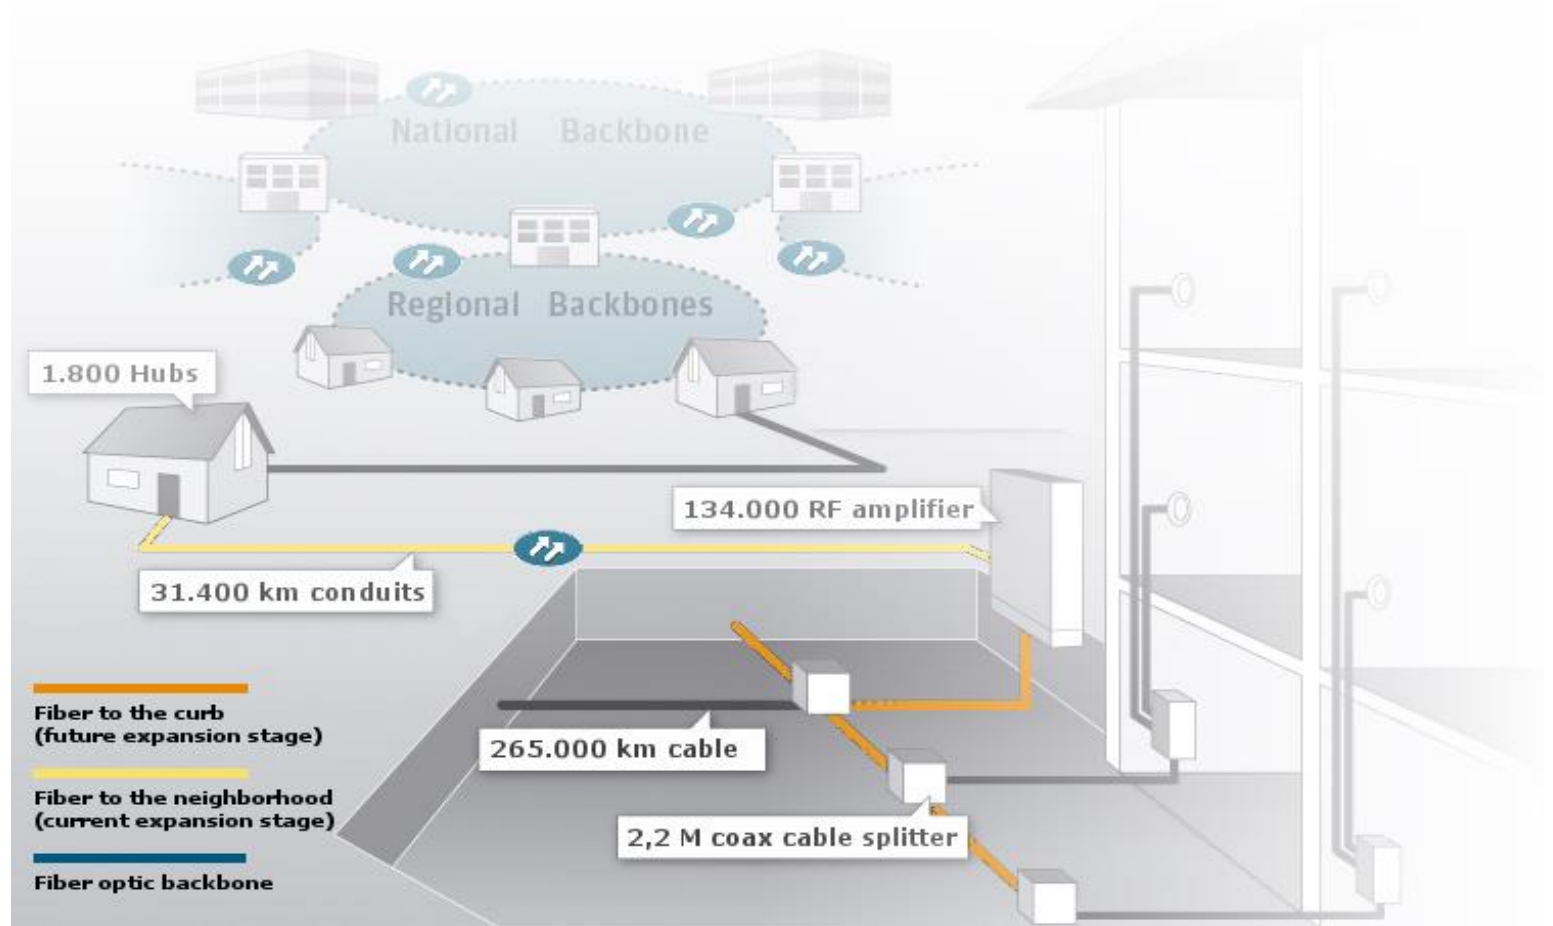 National Backbone
Regional Backbones
1.800 Hubs
134.000 RF amplifier
31.400 km conduits
265.000 km cable
2,2 M coax cable splitter
Fiber to the curb
(future expansion stage)
Fiber to the neighborhood
(current expansion stage)
Fiber optic backbone